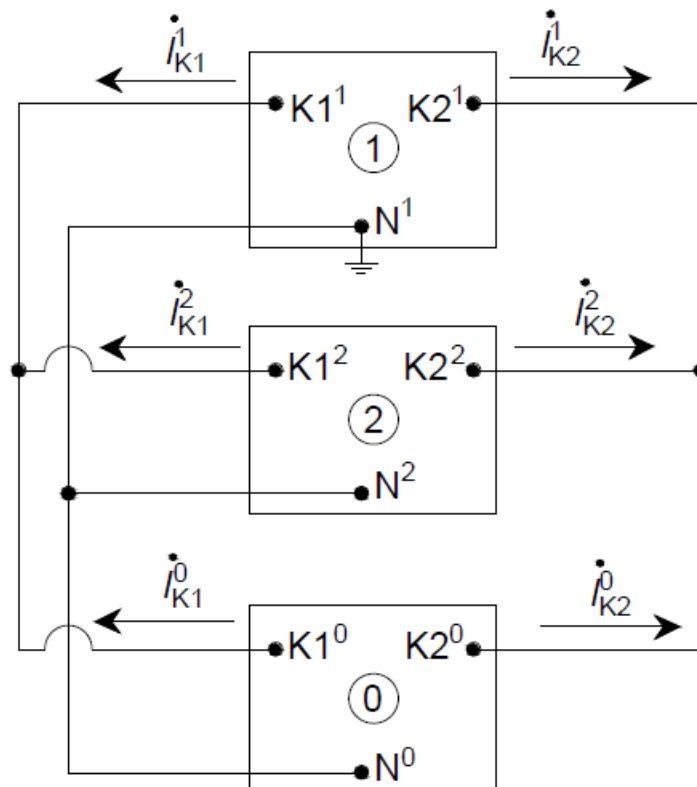 İ¹K1 İ¹K2
K1¹ K2¹
1
N¹
İ²K1 İ²K2
K1² K2²
2
N²
İ⁰K1 İ⁰K2
K1⁰ K2⁰
0
N⁰